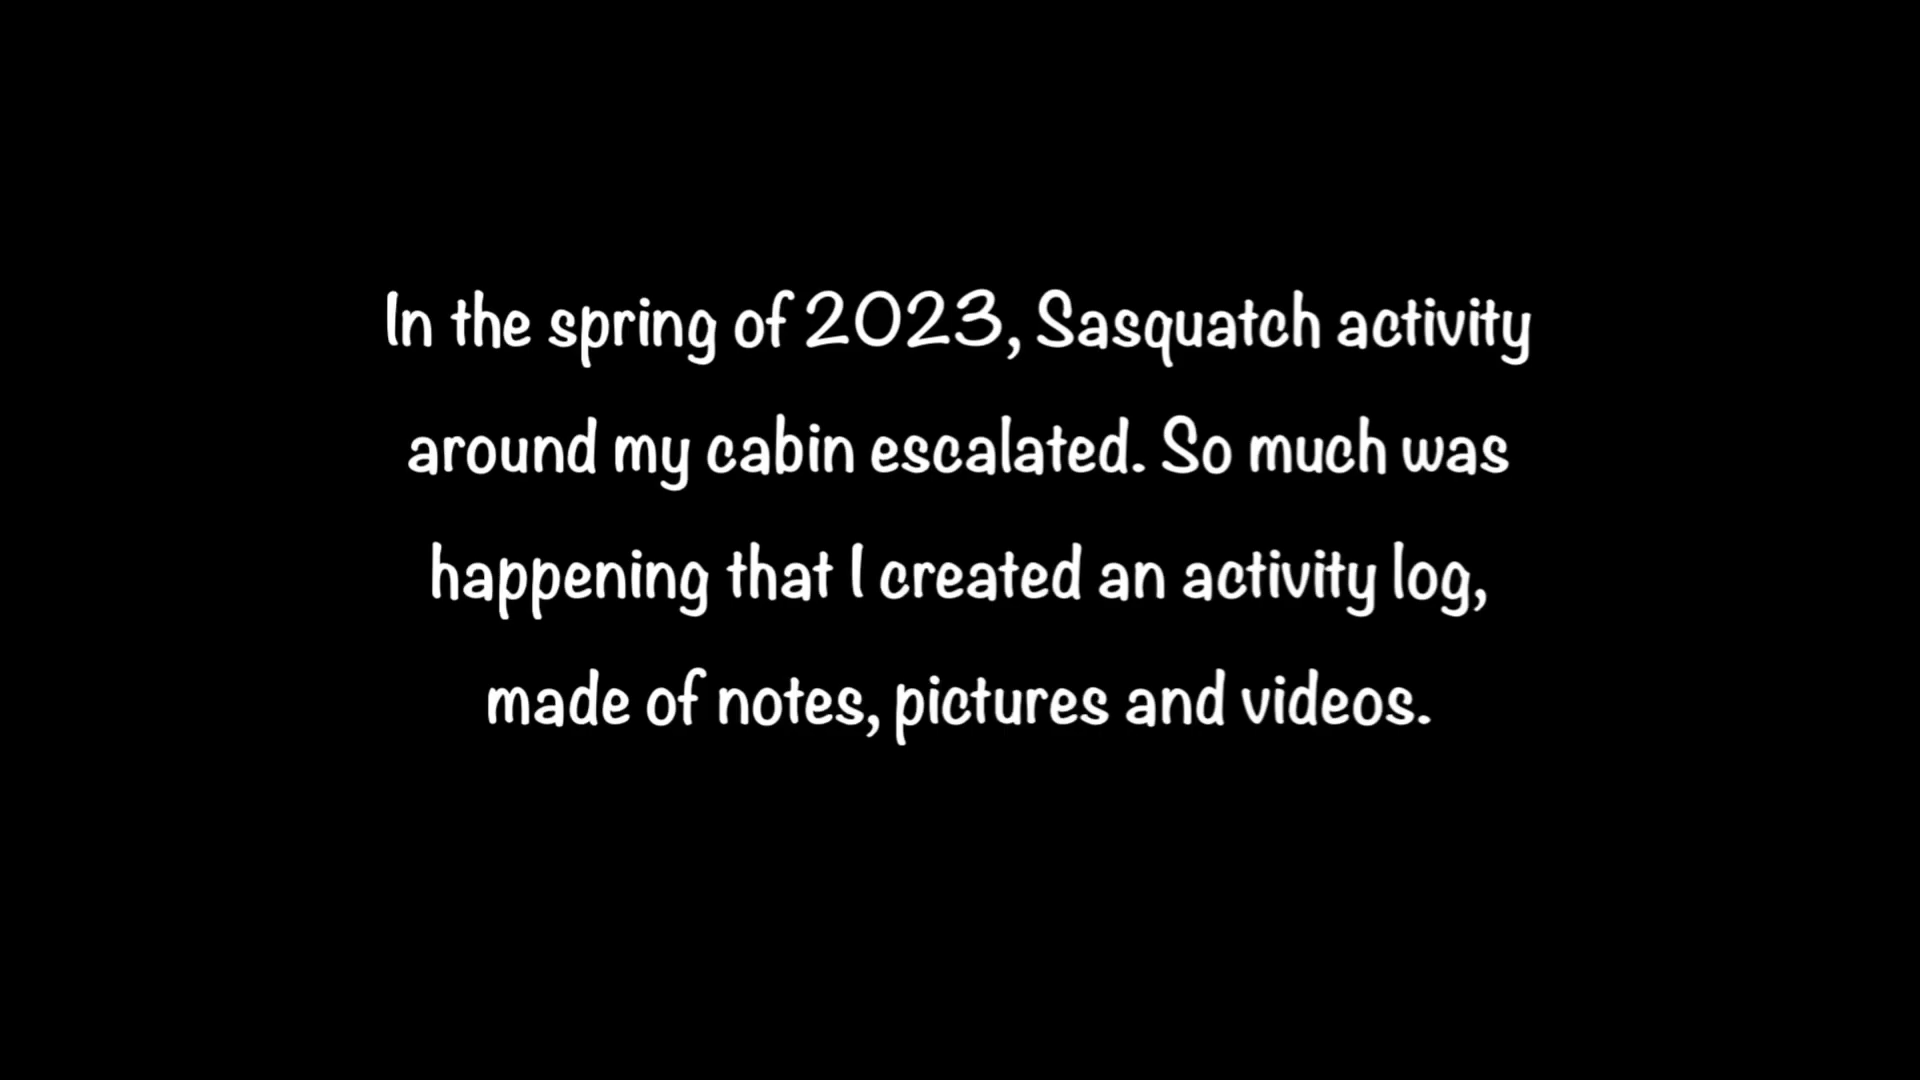 In the spring of 2023, Sasquatch activity
around my cabin escalated. So much was
happening that I created an activity log,
made of notes, pictures and videos.